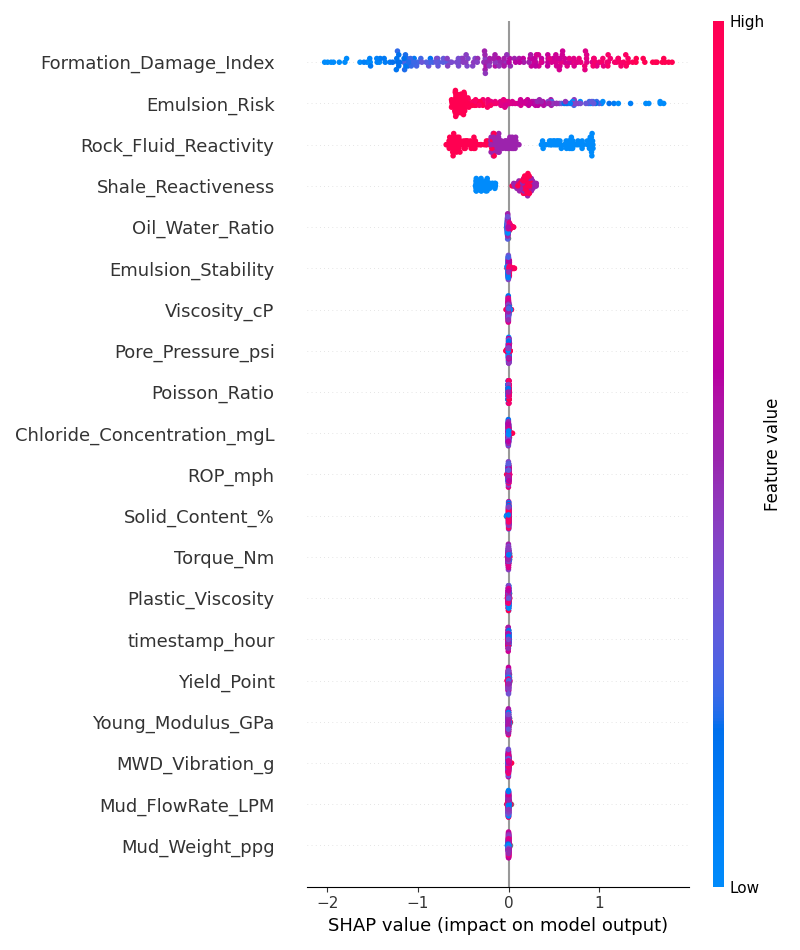 High
Formation_Damage_Index
Emulsion_Risk
Rock_Fluid_Reactivity
Shale_Reactiveness
Oil_Water_Ratio
Emulsion_Stability
Viscosity_cP
Pore_Pressure_psi
Poisson_Ratio
Chloride_Concentration_mgL
ROP_mph
Solid_Content_%
Torque_Nm
Plastic_Viscosity
timestamp_hour
Yield_Point
Young_Modulus_GPa
MWD_Vibration_g
Mud_FlowRate_LPM
Mud_Weight_ppg
Feature value
Low
−2 −1 0 1
SHAP value (impact on model output)